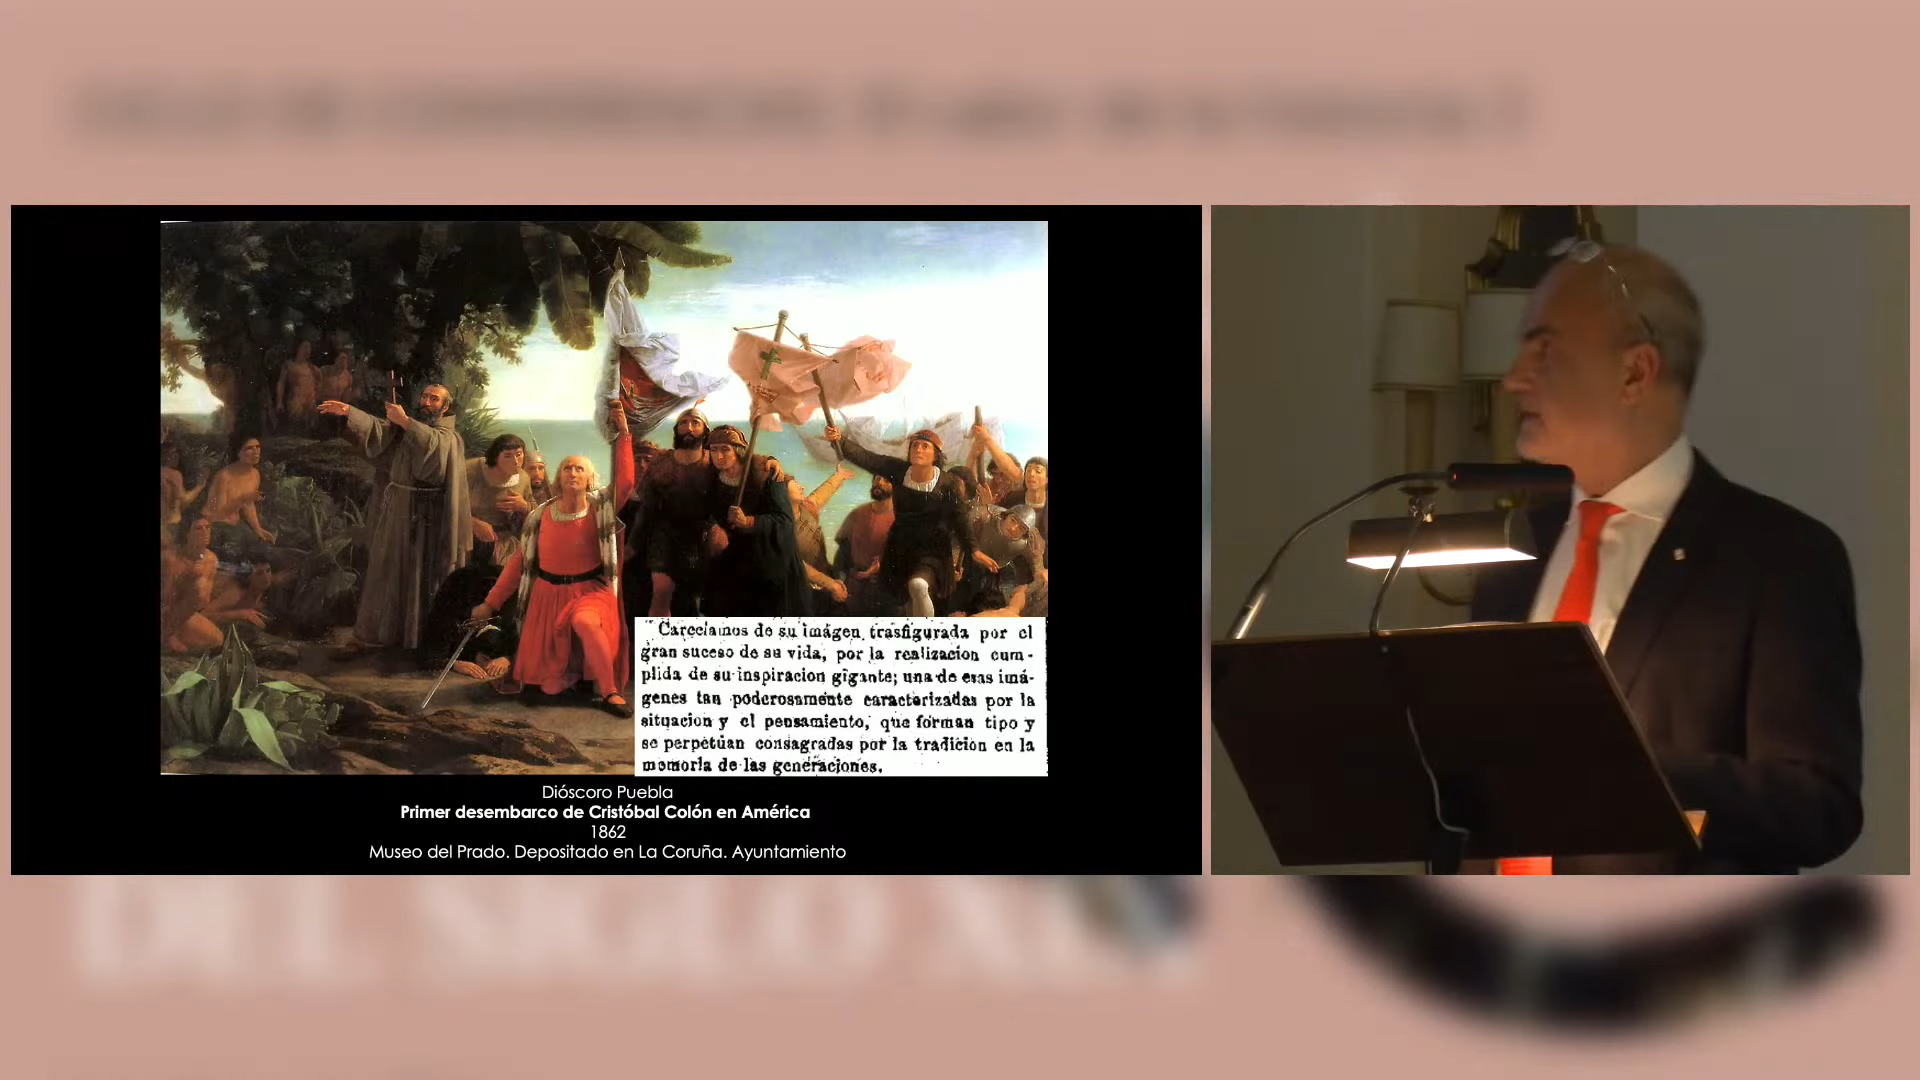 Carecíamos de su imágen, trasfigurada por el
gran suceso de su vida, por la realizacion cum-
plida de su inspiracion gigante; una de esas imá-
genes tan poderosamente caracterizadas por la
situacion y el pensamiento, que forman tipo y
se perpetúan consagradas por la tradicion en la
memoria de las generaciones.
Dióscoro Puebla
Primer desembarco de Cristóbal Colón en América
1862
Museo del Prado. Depositado en La Coruña. Ayuntamiento
DEL SIGLO